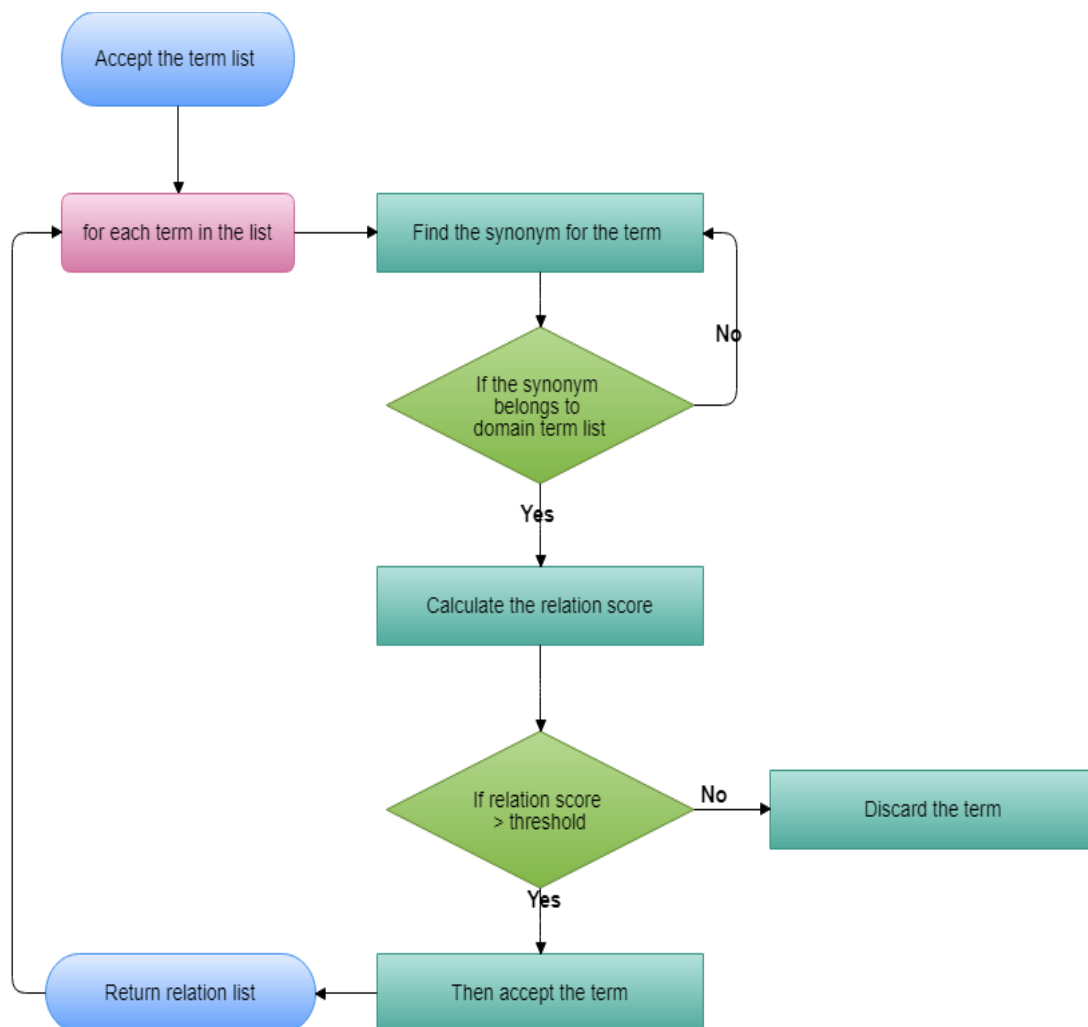 Accept the term list
for each term in the list
Find the synonym for the term
No
If the synonym
belongs to
domain term list
Yes
Calculate the relation score
If relation score
> threshold
No
Discard the term
Yes
Return relation list
Then accept the term